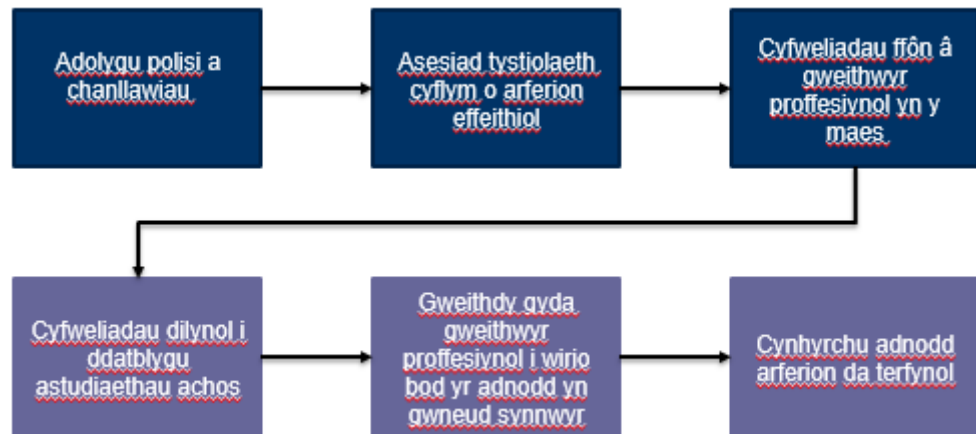 Adolygu polisi a
chanllawiau
Asesiad tystiolaeth
cyflym o arferion
effeithiol
Cyfweliadau ffôn â
gweithwyr
proffesiynol yn y
maes
Cyfweliadau dilynol i
ddatblygu
astudiaethau achos
Gweithdy gyda
gweithwyr
proffesiynol i wirio
bod yr adnodd yn
gwneud synnwyr
Cynhyrchu adnodd
arferion da terfynol